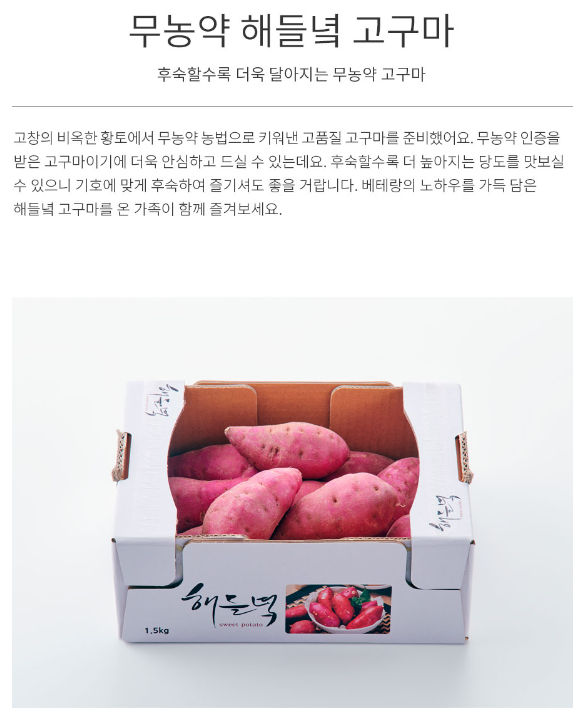 무농약 해들녘 고구마
후숙할수록 더욱 달아지는 무농약 고구마
고창의 비옥한 황토에서 무농약 농법으로 키워낸 고품질 고구마를 준비했어요. 무농약 인증을
받은 고구마이기에 더욱 안심하고 드실 수 있는데요. 후숙할수록 더 높아지는 당도를 맛보실
수 있으니 기호에 맞게 후숙하여 즐기셔도 좋을 거랍니다. 베테랑의 노하우를 가득 담은
해들녘 고구마를 온 가족이 함께 즐겨보세요.
해들녘
해들녘
해들녘
sweet potato
1.5kg